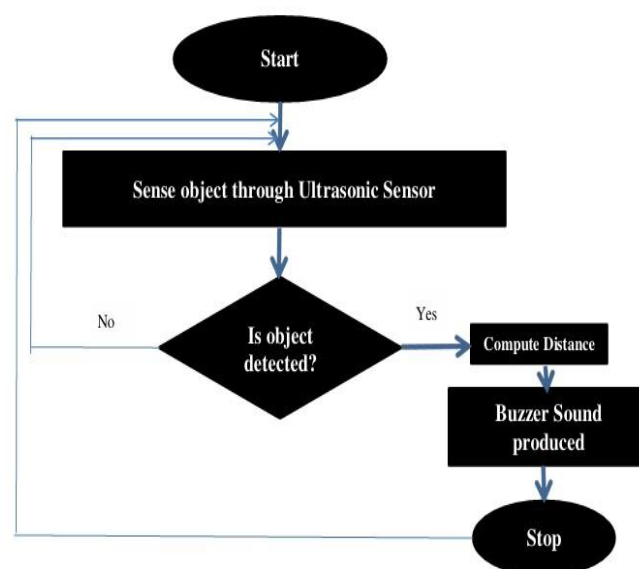 Start
Sense object through Ultrasonic Sensor
No
Is object
detected?
Yes
Compute Distance
Buzzer Sound
produced
Stop